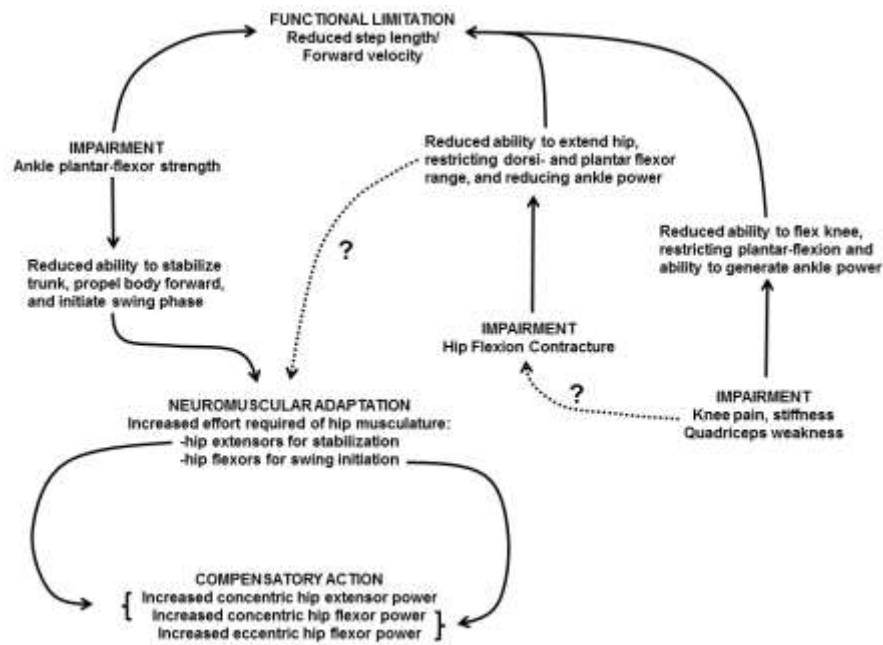 FUNCTIONAL LIMITATION
Reduced step length/
Forward velocity
IMPAIRMENT
Ankle plantar-flexor strength
Reduced ability to extend hip,
restricting dorsi- and plantar flexor
range, and reducing ankle power
?
Reduced ability to flex knee,
restricting plantar-flexion and
ability to generate ankle power
Reduced ability to stabilize
trunk, propel body forward,
and initiate swing phase
IMPAIRMENT
Hip Flexion Contracture
?
IMPAIRMENT
Knee pain, stiffness
Quadriceps weakness
NEUROMUSCULAR ADAPTATION
Increased effort required of hip musculature:
-hip extensors for stabilization
-hip flexors for swing initiation
COMPENSATORY ACTION
{ Increased concentric hip extensor power
Increased concentric hip flexor power }
Increased eccentric hip flexor power